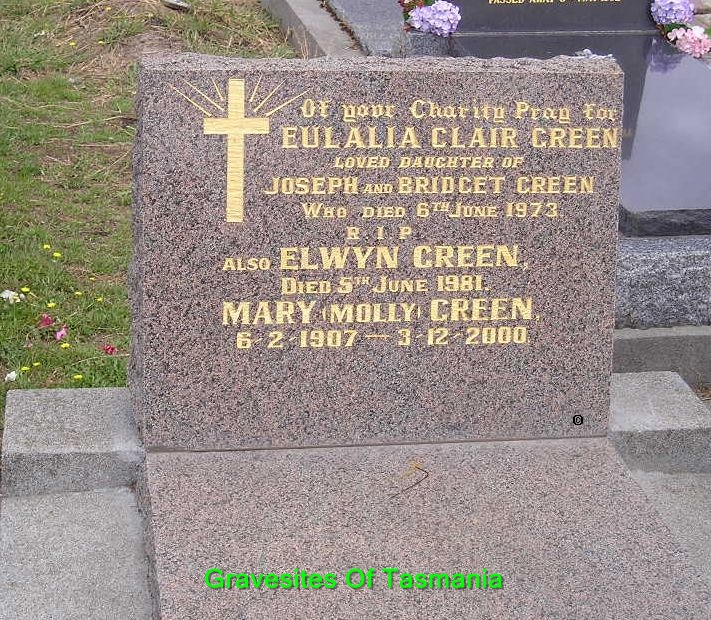 Of your Charity Pray for
EULALIA CLAIR GREEN
LOVED DAUGHTER OF
JOSEPH AND BRIDGET GREEN
WHO DIED 6TH JUNE 1973.
R I P
ALSO ELWYN GREEN,
DIED 5TH JUNE 1981.
MARY (MOLLY) GREEN,
6-2-1907 — 3-12-2000.
Gravesites Of Tasmania